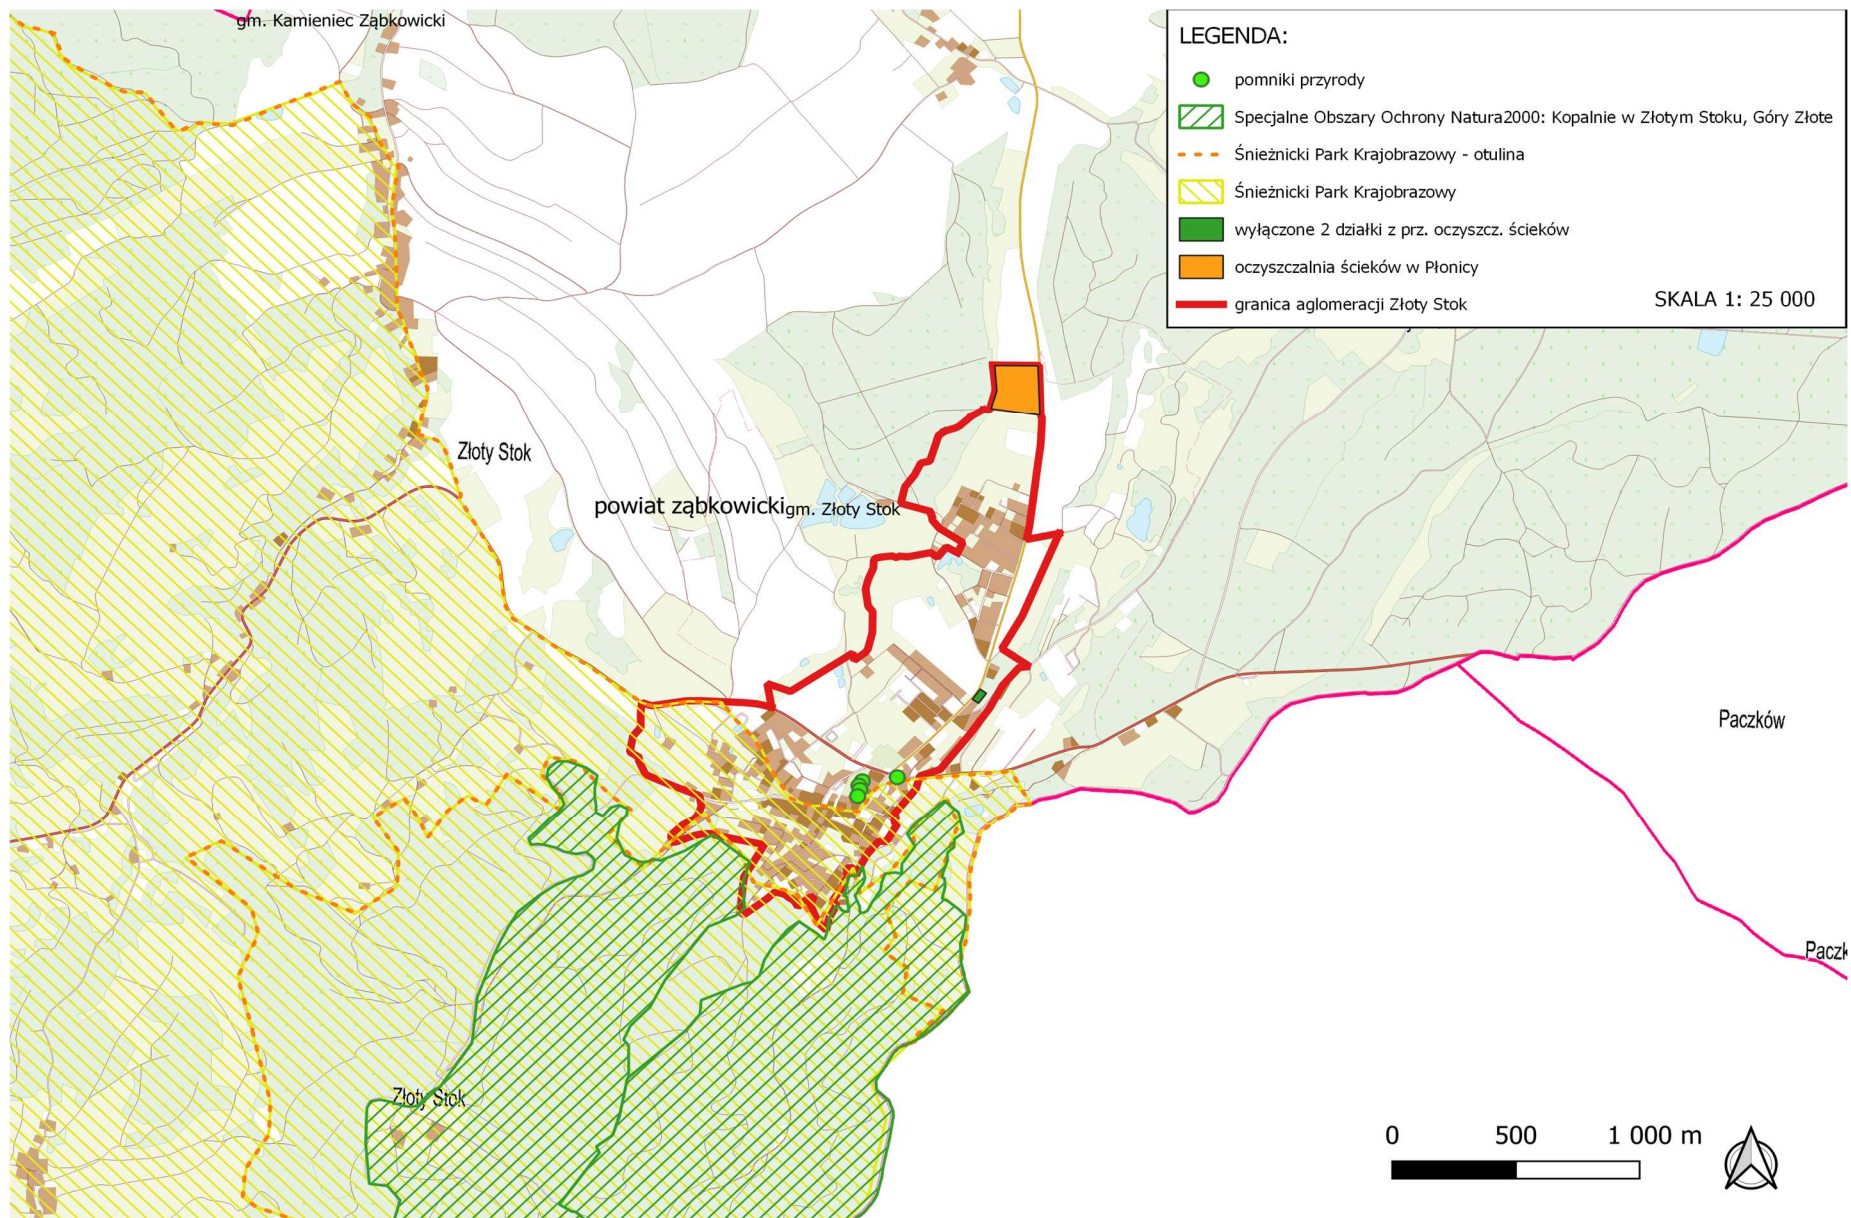 gm. Kamieniec Ząbkowicki
LEGENDA:
pomniki przyrody
Specjalne Obszary Ochrony Natura2000: Kopalnie w Złotym Stoku, Góry Złote
Śnieżnicki Park Krajobrazowy - otulina
Śnieżnicki Park Krajobrazowy
wyłączone 2 działki z prz. oczyszcz. ścieków
oczyszczalnia ścieków w Płonicy
granica aglomeracji Złoty Stok
SKALA 1: 25 000
Złoty Stok
powiat ząbkowicki
gm. Złoty Stok
Paczków
Paczk
Złoty Stok
0 500 1 000 m